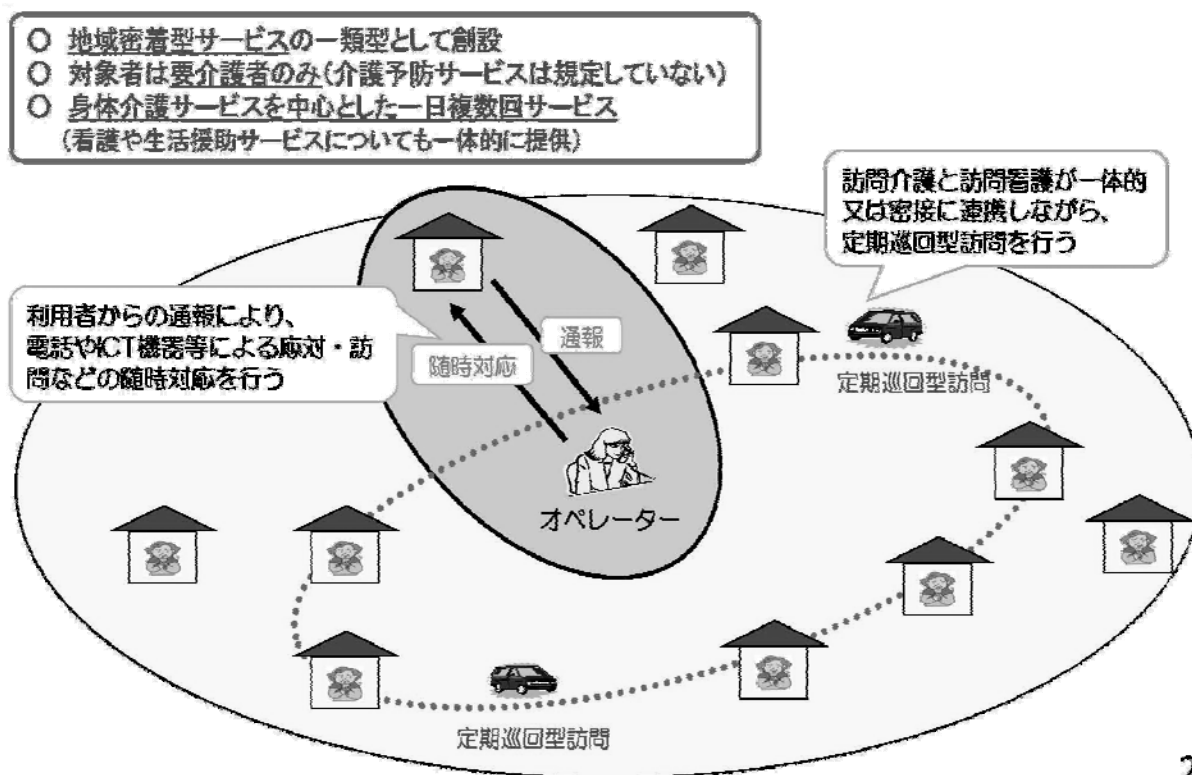 ○ 地域密着型サービスの一類型として創設
○ 対象者は要介護者のみ(介護予防サービスは規定していない)
○ 身体介護サービスを中心とした一日複数回サービス
(看護や生活援助サービスについても一体的に提供)
訪問介護と訪問看護が一体的
又は密接に連携しながら、
定期巡回型訪問を行う
利用者からの通報により、
電話やICT機器等による応対・訪
問などの随時対応を行う
通報
随時対応
定期巡回型訪問
オペレーター
定期巡回型訪問
2